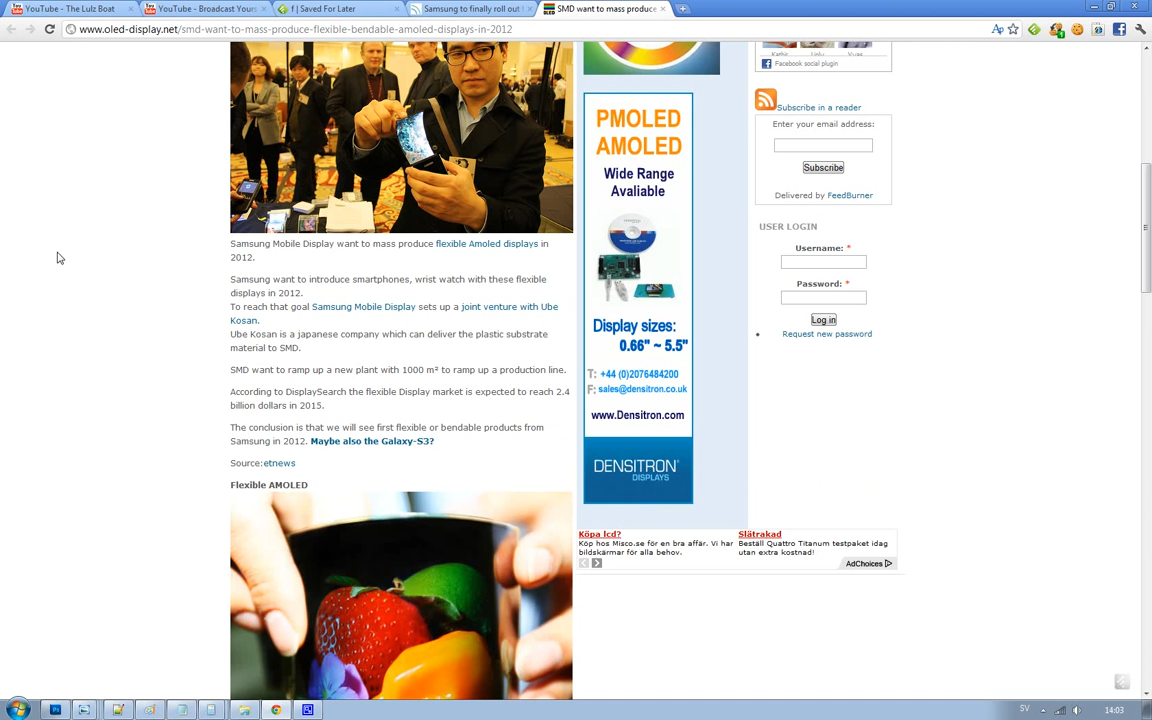 YouTube - The Lulz Boat
YouTube - Broadcast Yours
f | Saved For Later
Samsung to finally roll out
SMD want to mass produce
www.oled-display.net/smd-want-to-mass-produce-flexible-bendable-amoled-displays-in-2012
Samsung Mobile Display want to mass produce flexible Amoled displays in
2012.
Samsung want to introduce smartphones, wrist watch with these flexible
displays in 2012.
To reach that goal Samsung Mobile Display sets up a joint venture with Ube
Kosan.
Ube Kosan is a japanese company which can deliver the plastic substrate
material to SMD.
SMD want to ramp up a new plant with 1000 m² to ramp up a production line.
According to DisplaySearch the flexible Display market is expected to reach 2.4
billion dollars in 2015.
The conclusion is that we will see first flexible or bendable products from
Samsung in 2012. Maybe also the Galaxy-S3?
Source:etnews
Flexible AMOLED
PMOLED
AMOLED
Wide Range
Avaliable
Display sizes:
0.66" ~ 5.5"
T: +44 (0)2076484200
F: sales@densitron.co.uk
www.Densitron.com
DENSITRON
DISPLAYS
Köpa lcd?
Köp hos Misco.se för en bra affär. Vi har
bildskärmar för alla behov.
Slätrakad
Beställ Quattro Titanum testpaket idag
utan extra kostnad!
AdChoices
Facebook social plugin
Subscribe in a reader
Enter your email address:
Subscribe
Delivered by FeedBurner
USER LOGIN
Username: *
Password: *
Log in
Request new password
SV
14:03